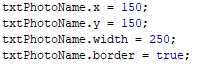 txtPhotoName.x = 150;
txtPhotoName.y = 150;
txtPhotoName.width = 250;
txtPhotoName.border = true;